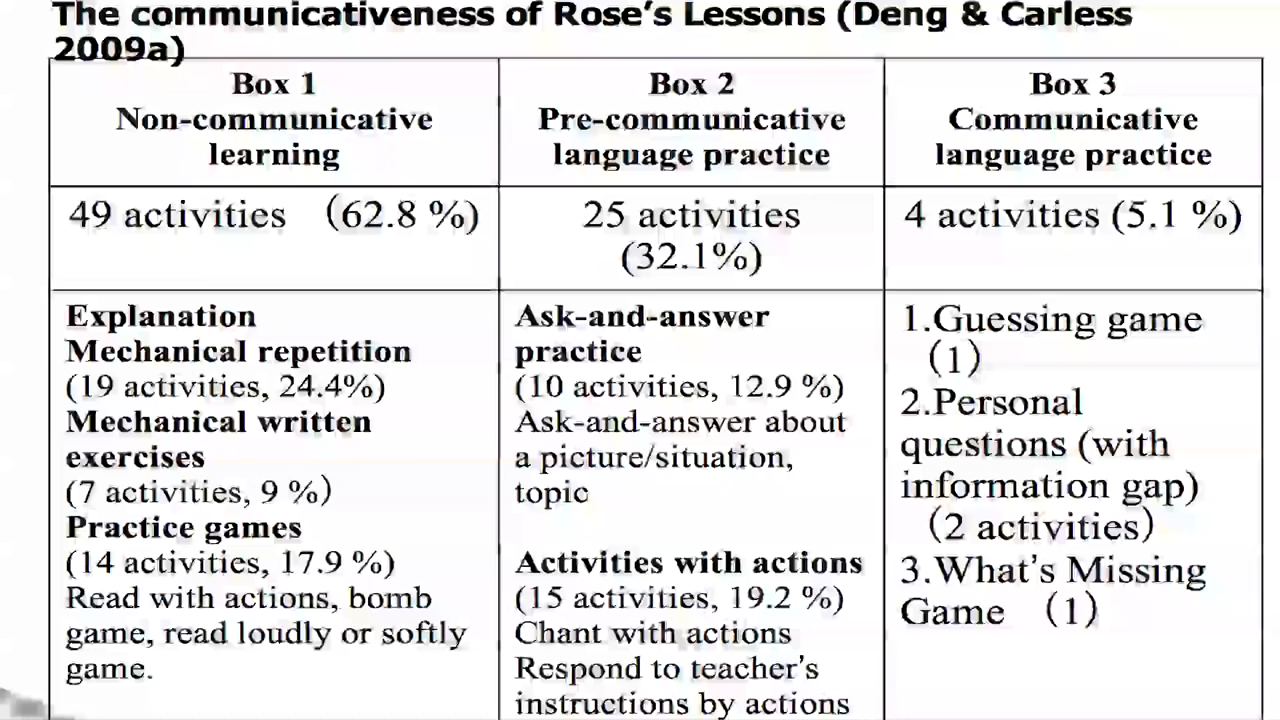 The communicativeness of Rose's Lessons (Deng & Carless
2009a)
Box 1
Non-communicative
learning
Box 2
Pre-communicative
language practice
Box 3
Communicative
language practice
49 activities (62.8 %)
25 activities
(32.1%)
4 activities (5.1 %)
Explanation
Mechanical repetition
(19 activities, 24.4%)
Mechanical written
exercises
(7 activities, 9 %)
Practice games
(14 activities, 17.9 %)
Read with actions, bomb
game, read loudly or softly
game.
Ask-and-answer
practice
(10 activities, 12.9 %)
Ask-and-answer about
a picture/situation,
topic
Activities with actions
(15 activities, 19.2 %)
Chant with actions
Respond to teacher's
instructions by actions
1.Guessing game
(1)
2.Personal
questions (with
information gap)
(2 activities)
3.What's Missing
Game (1)